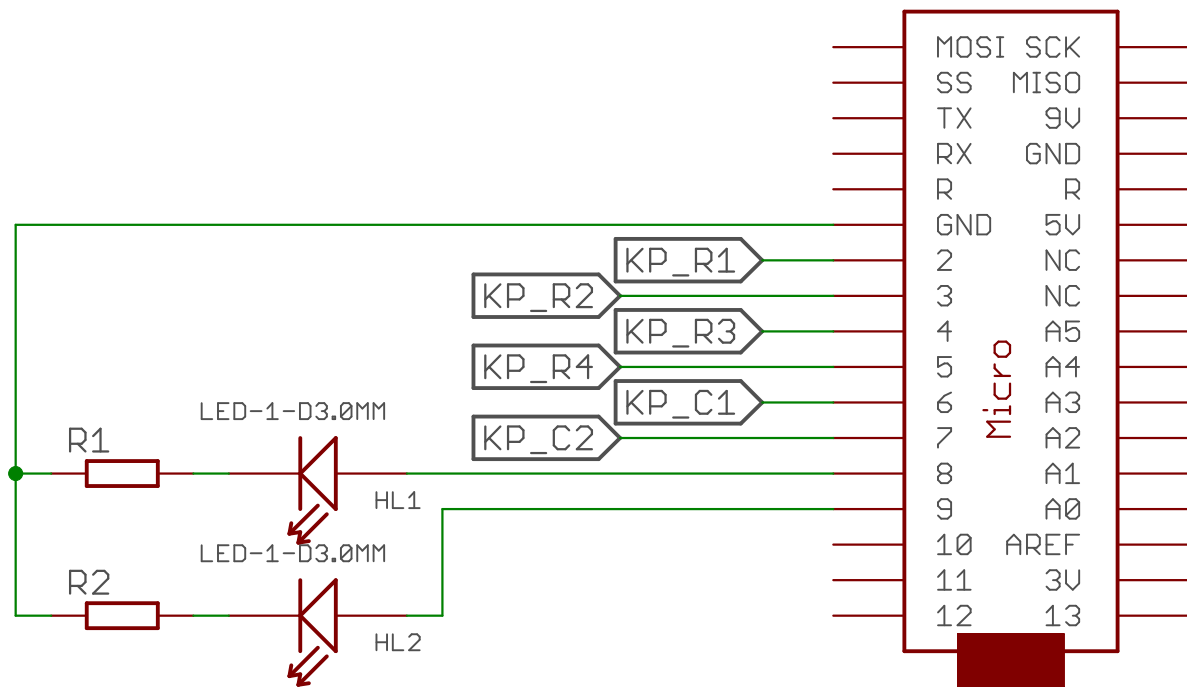 MOSI SCK
SS MISO
TX 9V
RX GND
R R
GND 5V
KP_R1 2 NC
KP_R2 3 NC
KP_R3 4 A5
KP_R4 5 A4
KP_C1 6 A3
KP_C2 7 A2
Micro
LED-1-D3.0MM
R1
8 A1
HL1
9 A0
LED-1-D3.0MM
10 AREF
R2
11 3V
12 13
HL2